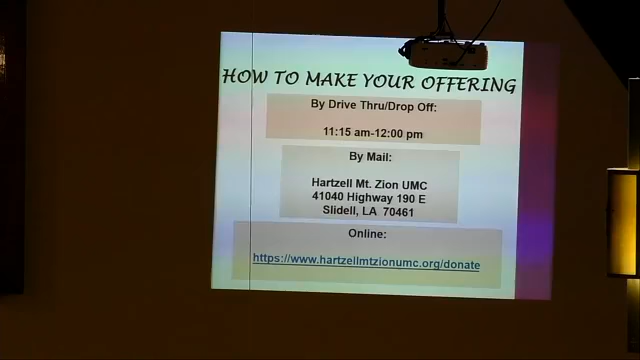 HOW TO MAKE YOUR OFFERING
By Drive Thru/Drop Off:
11:15 am-12:00 pm
By Mail:
Hartzell Mt. Zion UMC
41040 Highway 190 E
Slidell, LA 70461
Online:
https://www.hartzellmtzionumc.org/donate